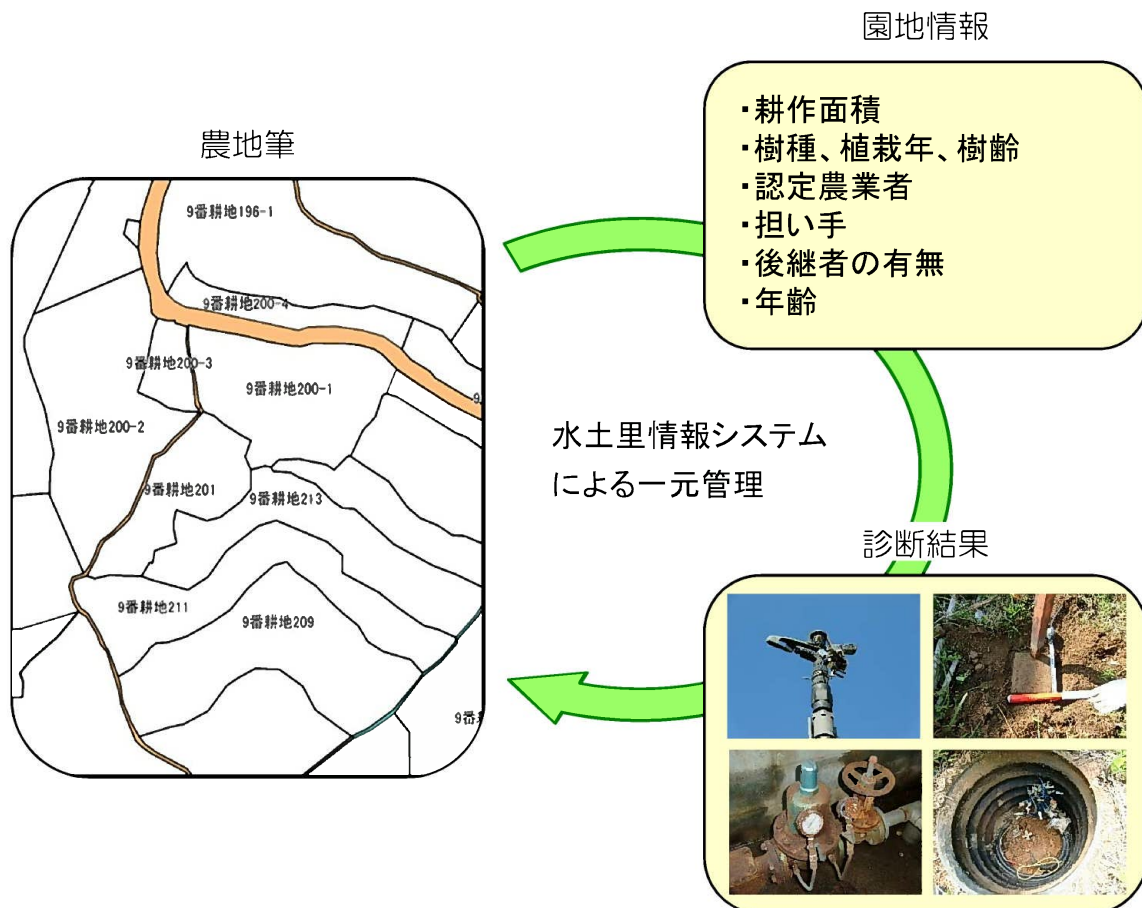 園地情報
・耕作面積
・樹種、植栽年、樹齢
・認定農業者
・担い手
・後継者の有無
・年齢
農地筆
9番耕地196-1
9番耕地200-4
9番耕地200-3
9番耕地200-1
9番耕地200-2
9番耕地201
9番耕地213
9番耕地211
9番耕地209
水土里情報システム
による一元管理
診断結果